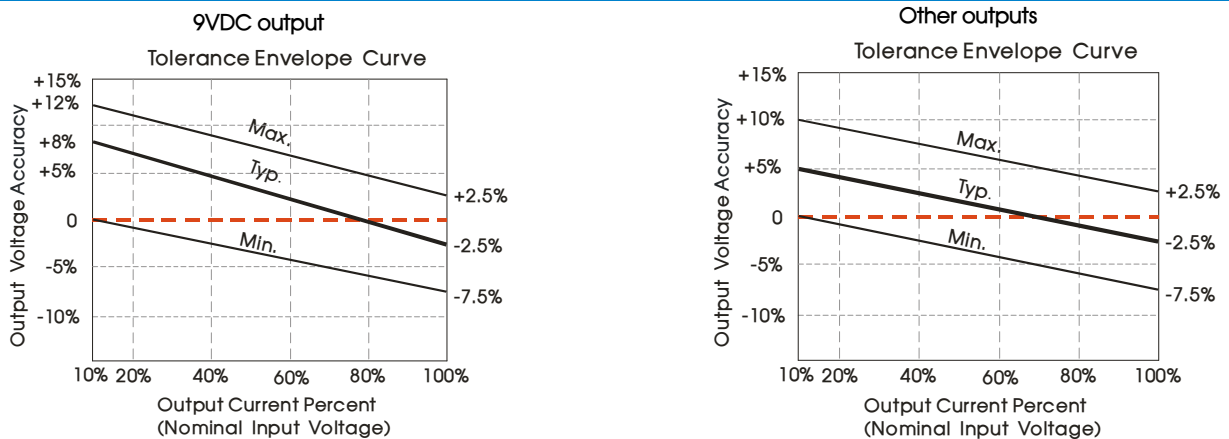 9VDC output
Tolerance Envelope Curve
+15%
+12%
+8%
+5%
0
-5%
-10%
Output Voltage Accuracy
Max.
Typ.
Min.
+2.5%
-2.5%
-7.5%
10% 20% 40% 60% 80% 100%
Output Current Percent
(Nominal Input Voltage)
Other outputs
Tolerance Envelope Curve
+15%
+10%
+5%
0
-5%
-10%
Output Voltage Accuracy
Max.
Typ.
Min.
+2.5%
-2.5%
-7.5%
10% 20% 40% 60% 80% 100%
Output Current Percent
(Nominal Input Voltage)